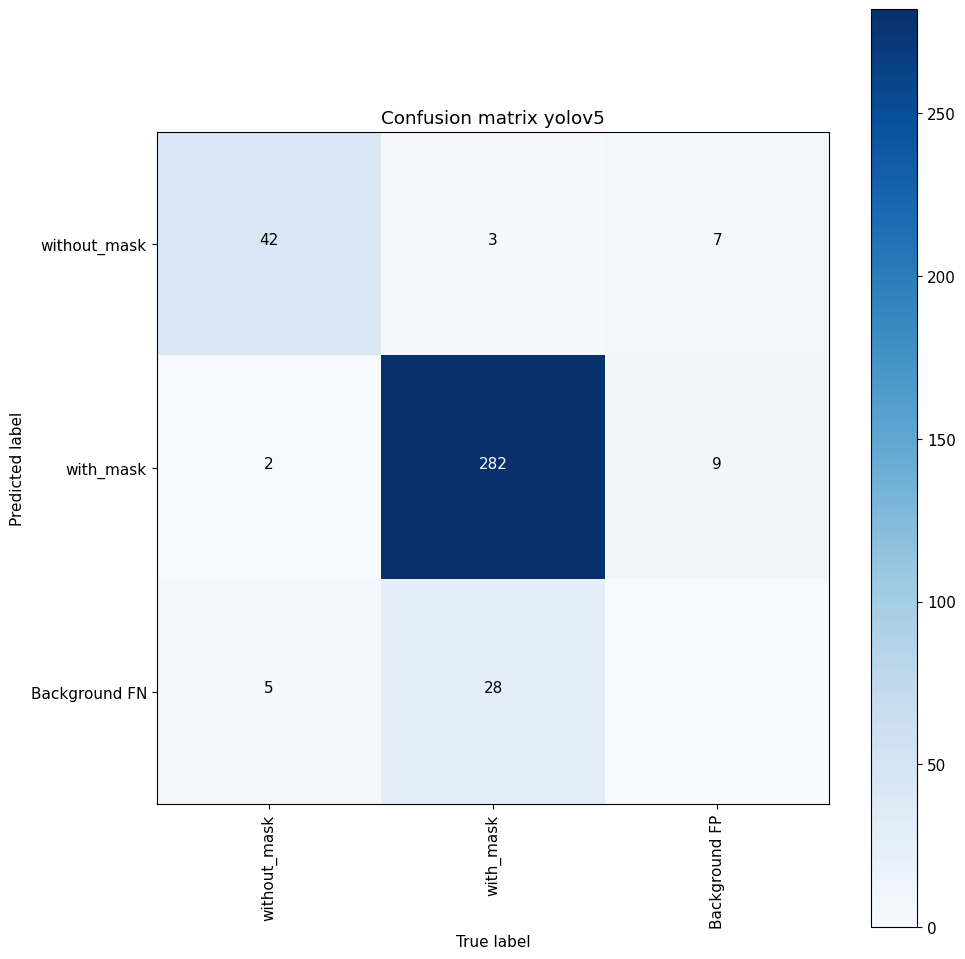 Confusion matrix yolov5
without_mask
42
3
7
with_mask
2
282
9
Background FN
5
28
without_mask
with_mask
Background FP
Predicted label
True label
250
200
150
100
50
0